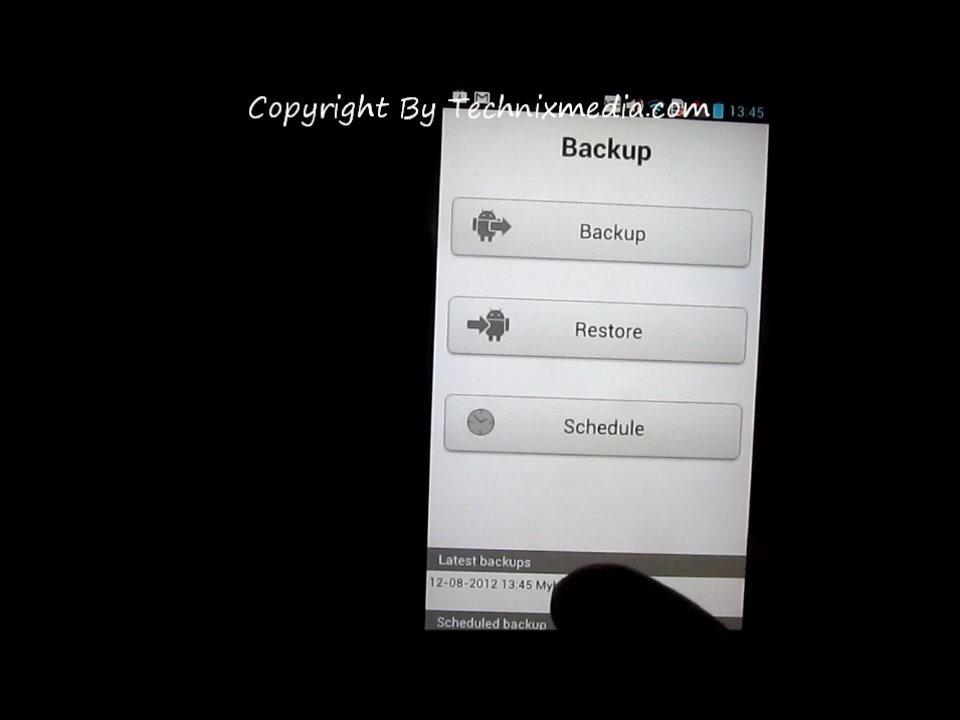 Copyright By Technixmedia.com
13:45
Backup
Backup
Restore
Schedule
Latest backups
12-08-2012 13:45
Scheduled backup